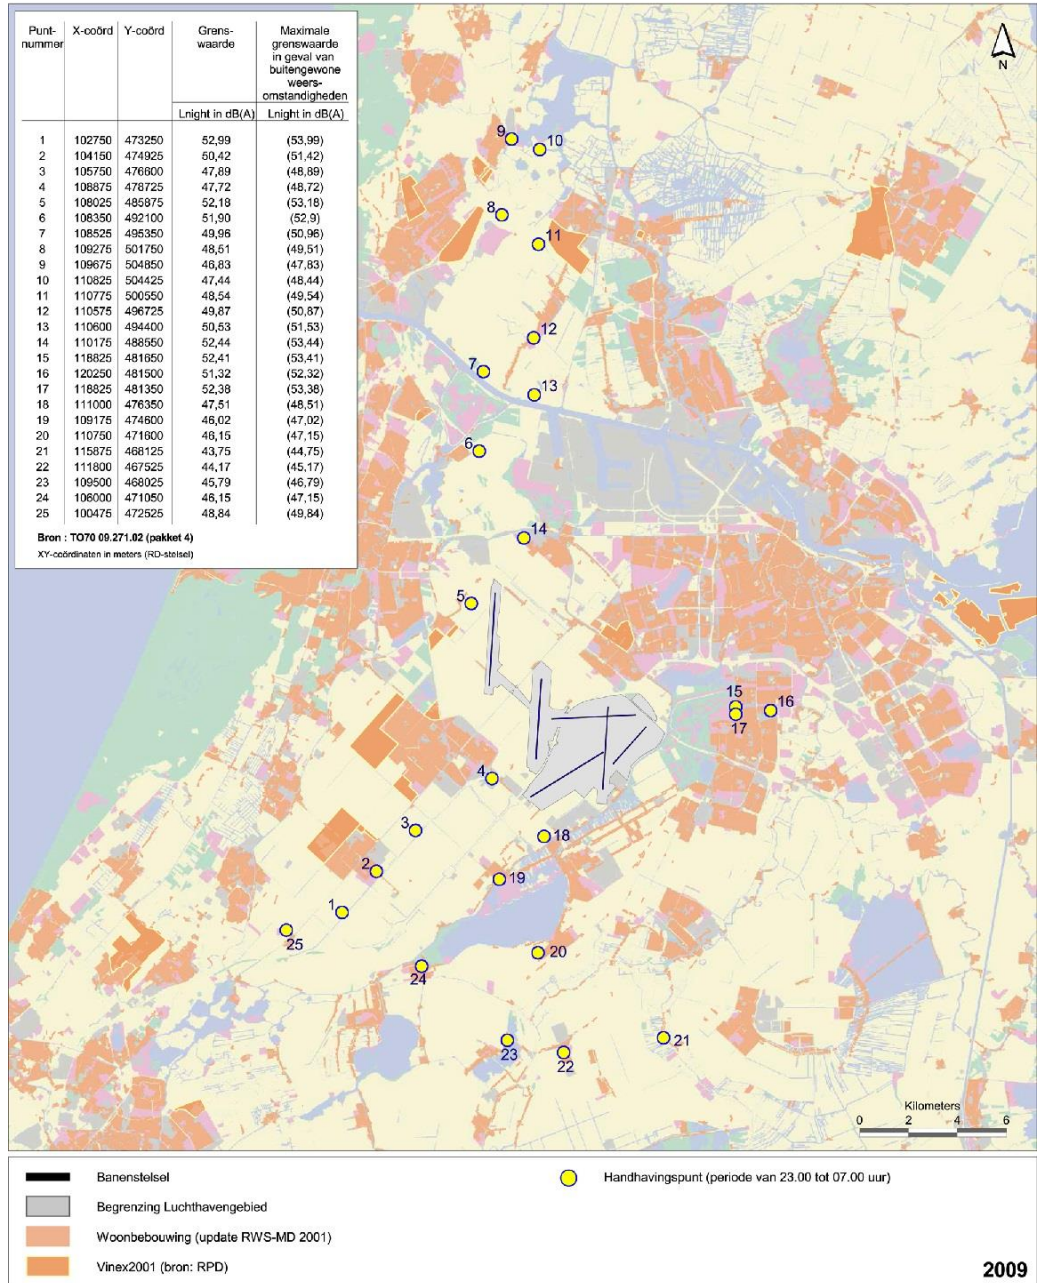 Punt-
nummer X-coörd Y-coörd Grens-
waarde Maximale
grenswaarde
in geval van
buitengewone
weers-
omstandigheden
Lnight in dB(A) Lnight in dB(A)
1 102750 473250 52,99 (53,99)
2 104150 474925 50,42 (51,42)
3 105750 476600 47,89 (48,89)
4 108875 478725 47,72 (48,72)
5 108025 485875 52,18 (53,18)
6 108350 492100 51,90 (52,9)
7 108525 495350 49,96 (50,96)
8 109275 501750 48,51 (49,51)
9 109675 504850 46,83 (47,83)
10 110825 504425 47,44 (48,44)
11 110775 500550 48,54 (49,54)
12 110575 496725 49,87 (50,87)
13 110600 494400 50,53 (51,53)
14 110175 488550 52,44 (53,44)
15 118825 481650 52,41 (53,41)
16 120250 481500 51,32 (52,32)
17 118825 481350 52,38 (53,38)
18 111000 476350 47,51 (48,51)
19 109175 474600 46,02 (47,02)
20 110750 471600 46,15 (47,15)
21 115875 468125 43,75 (44,75)
22 111800 467525 44,17 (45,17)
23 109500 468025 45,79 (46,79)
24 106000 471050 46,15 (47,15)
25 100475 472525 48,84 (49,84)
Bron : TO70 09.271.02 (pakket 4)
XY-coördinaten in meters (RD-stelsel)
N
9
10
8
11
12
7
13
6
14
5
15
16
17
4
3
18
2
19
1
25
20
24
21
23
22
Kilometers
0 2 4 6
Banenstelsel
Handhavingspunt (periode van 23.00 tot 07.00 uur)
Begrenzing Luchthavengebied
Woonbebouwing (update RWS-MD 2001)
Vinex2001 (bron: RPD)
2009